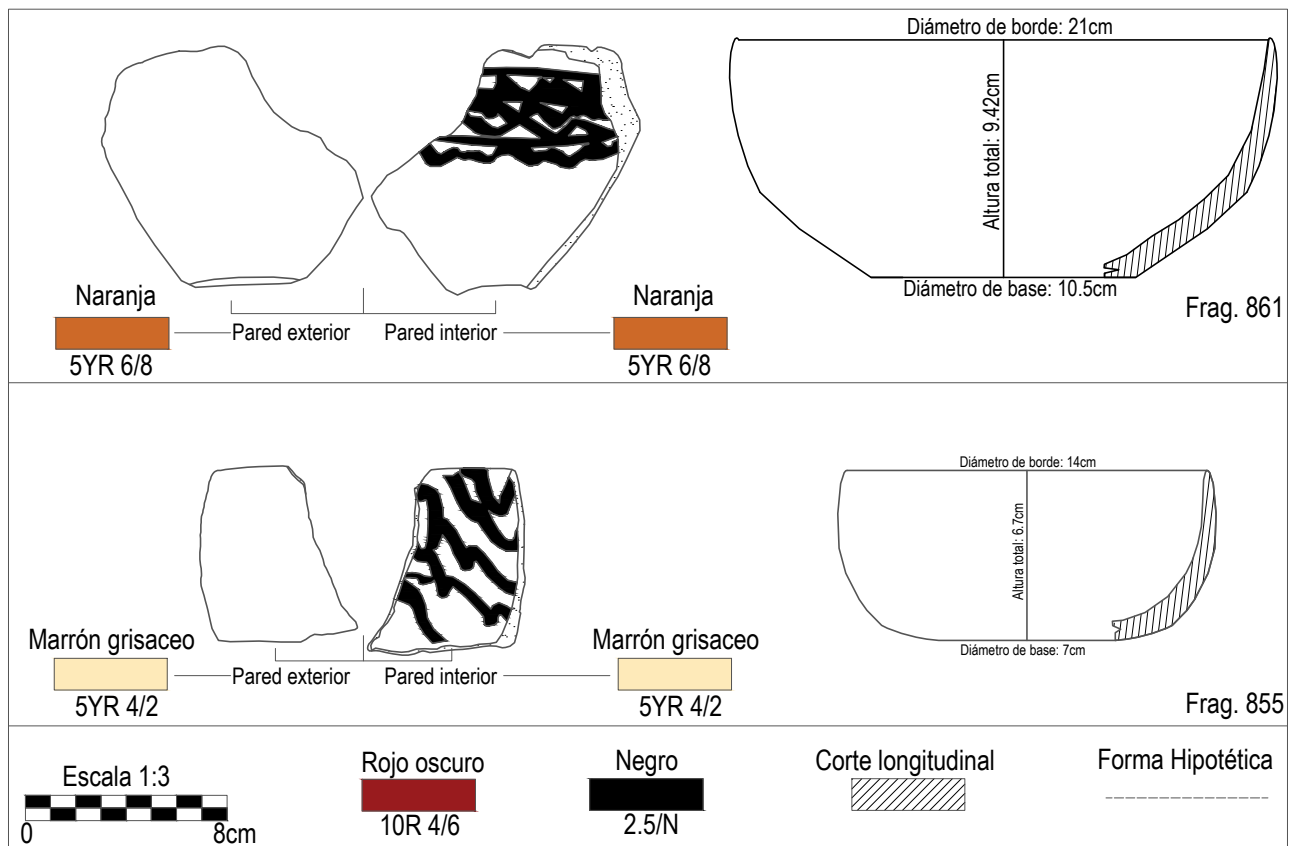 Diámetro de borde: 21cm
Altura total: 9.42cm
Diámetro de base: 10.5cm
Frag. 861
Naranja
5YR 6/8
Pared exterior
Pared interior
Naranja
5YR 6/8
Diámetro de borde: 14cm
Altura total: 6.7cm
Diámetro de base: 7cm
Frag. 855
Marrón grisaceo
5YR 4/2
Pared exterior
Pared interior
Marrón grisaceo
5YR 4/2
Escala 1:3
0 8cm
Rojo oscuro
10R 4/6
Negro
2.5/N
Corte longitudinal
Forma Hipotética